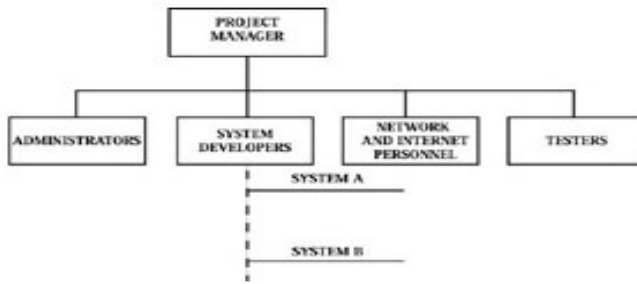 PROJECT
MANAGER
ADMINISTRATORS
SYSTEM
DEVELOPERS
NETWORK
AND INTERNET
PERSONNEL
TESTERS
SYSTEM A
SYSTEM B